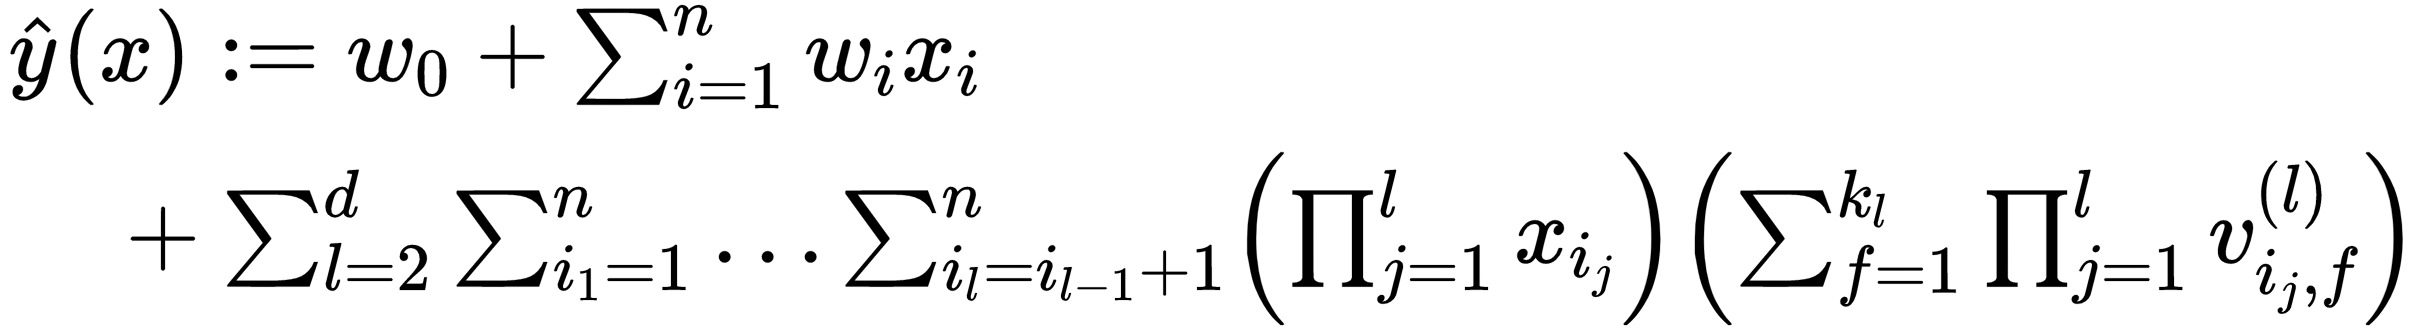 ŷ(x) := w_0 + ∑_{i=1}^{n} w_i x_i
+ ∑_{l=2}^{d} ∑_{i_1=1}^{n} ⋯ ∑_{i_l=i_{l-1}+1}^{n} (∏_{j=1}^{l} x_{i_j}) (∑_{f=1}^{k_l} ∏_{j=1}^{l} v_{i_j,f}^{(l)})